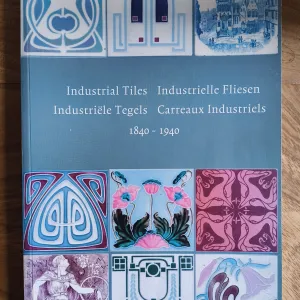 Industrial Tiles Industrielle Fliesen
Industriële Tegels Carreaux Industriels
1840 - 1940